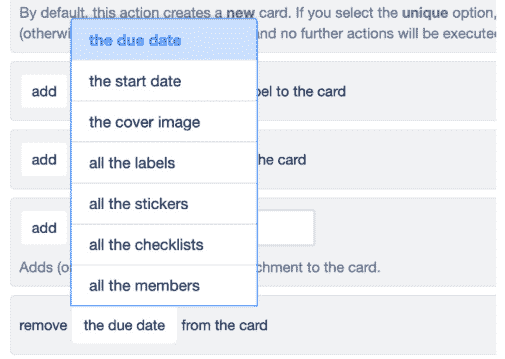 By default, this action creates a new card. If you select the unique option,
(otherwi nd no further actions will be execute
the due date
the start date
the cover image
all the labels
all the stickers
all the checklists
all the members
add el to the card
add he card
add
Adds (o chment to the card.
remove the due date from the card